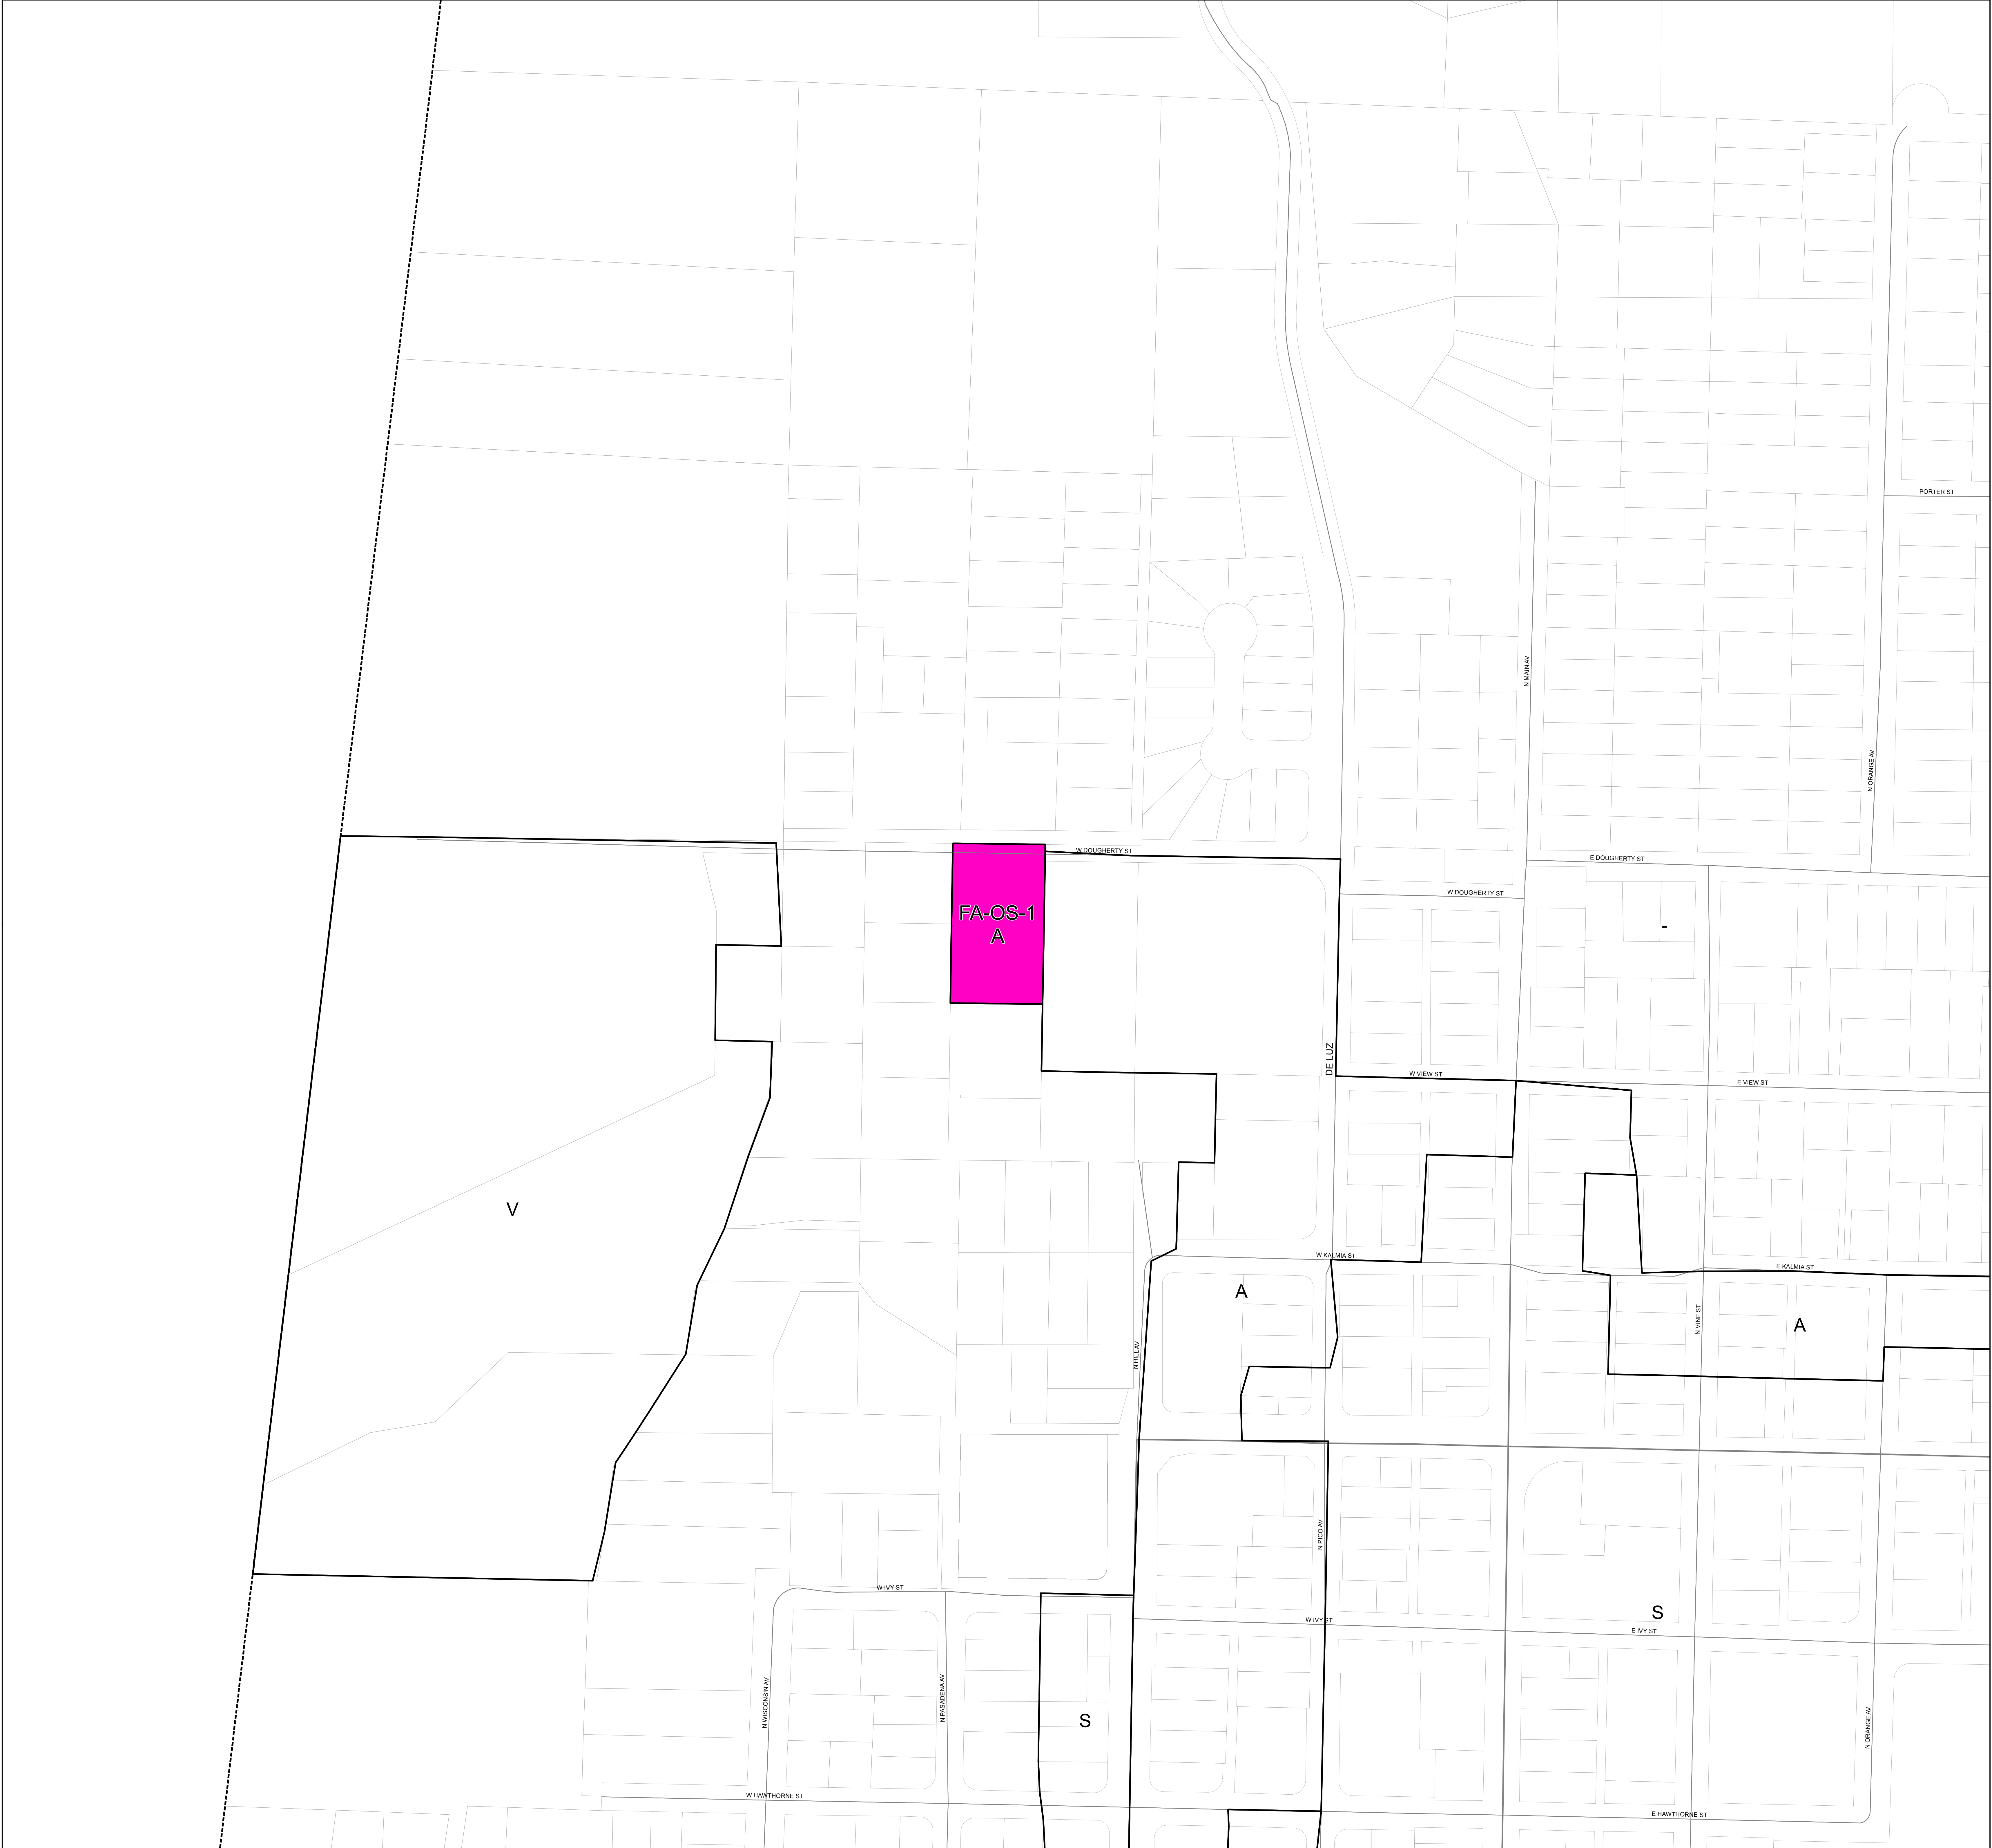 PORTER ST
N MAIN AV
N ORANGE AV
W DOUGHERTY ST
E DOUGHERTY ST
W DOUGHERTY ST
FA-OS-1
A
-
DE LUZ
W VIEW ST
E VIEW ST
V
W KALMIA ST
E KALMIA ST
A
N VINE ST
A
N HILL AV
N PICO AV
W IVY ST
S
W IVY ST
E IVY ST
N WISCONSIN AV
N PASADENA AV
S
N ORANGE AV
W HAWTHORNE ST
E HAWTHORNE ST